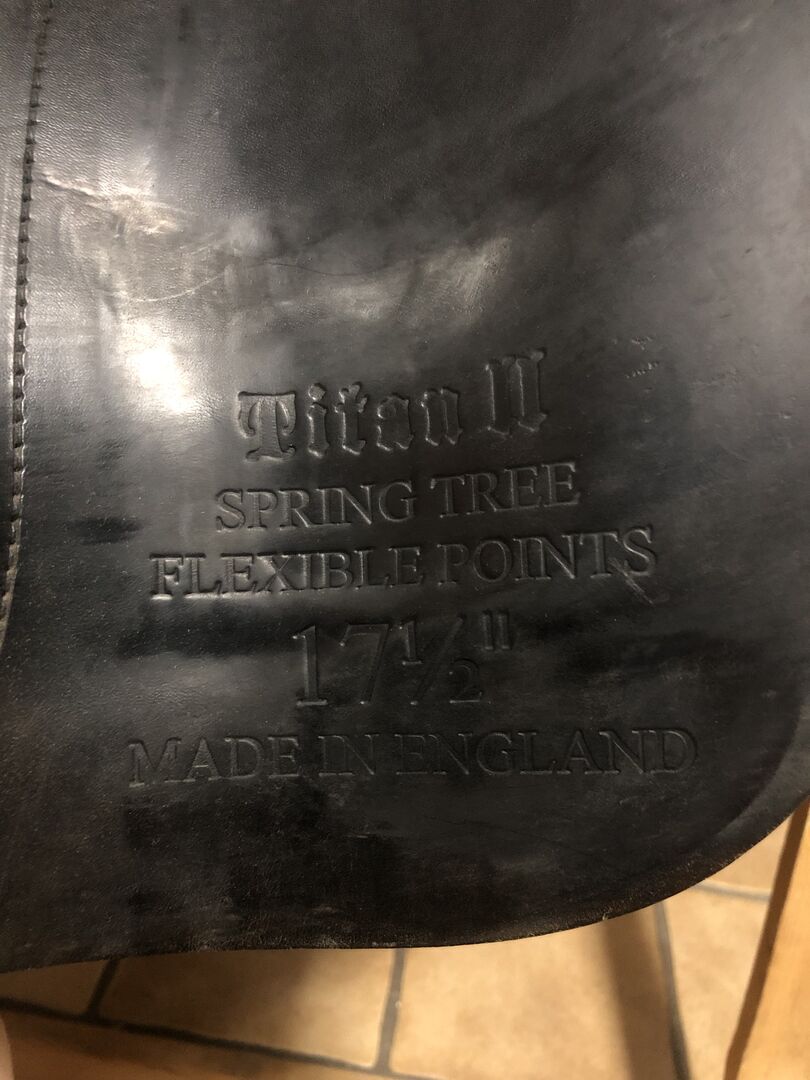 Titan II
SPRING TREE
FLEXIBLE POINTS
17½"
MADE IN ENGLAND